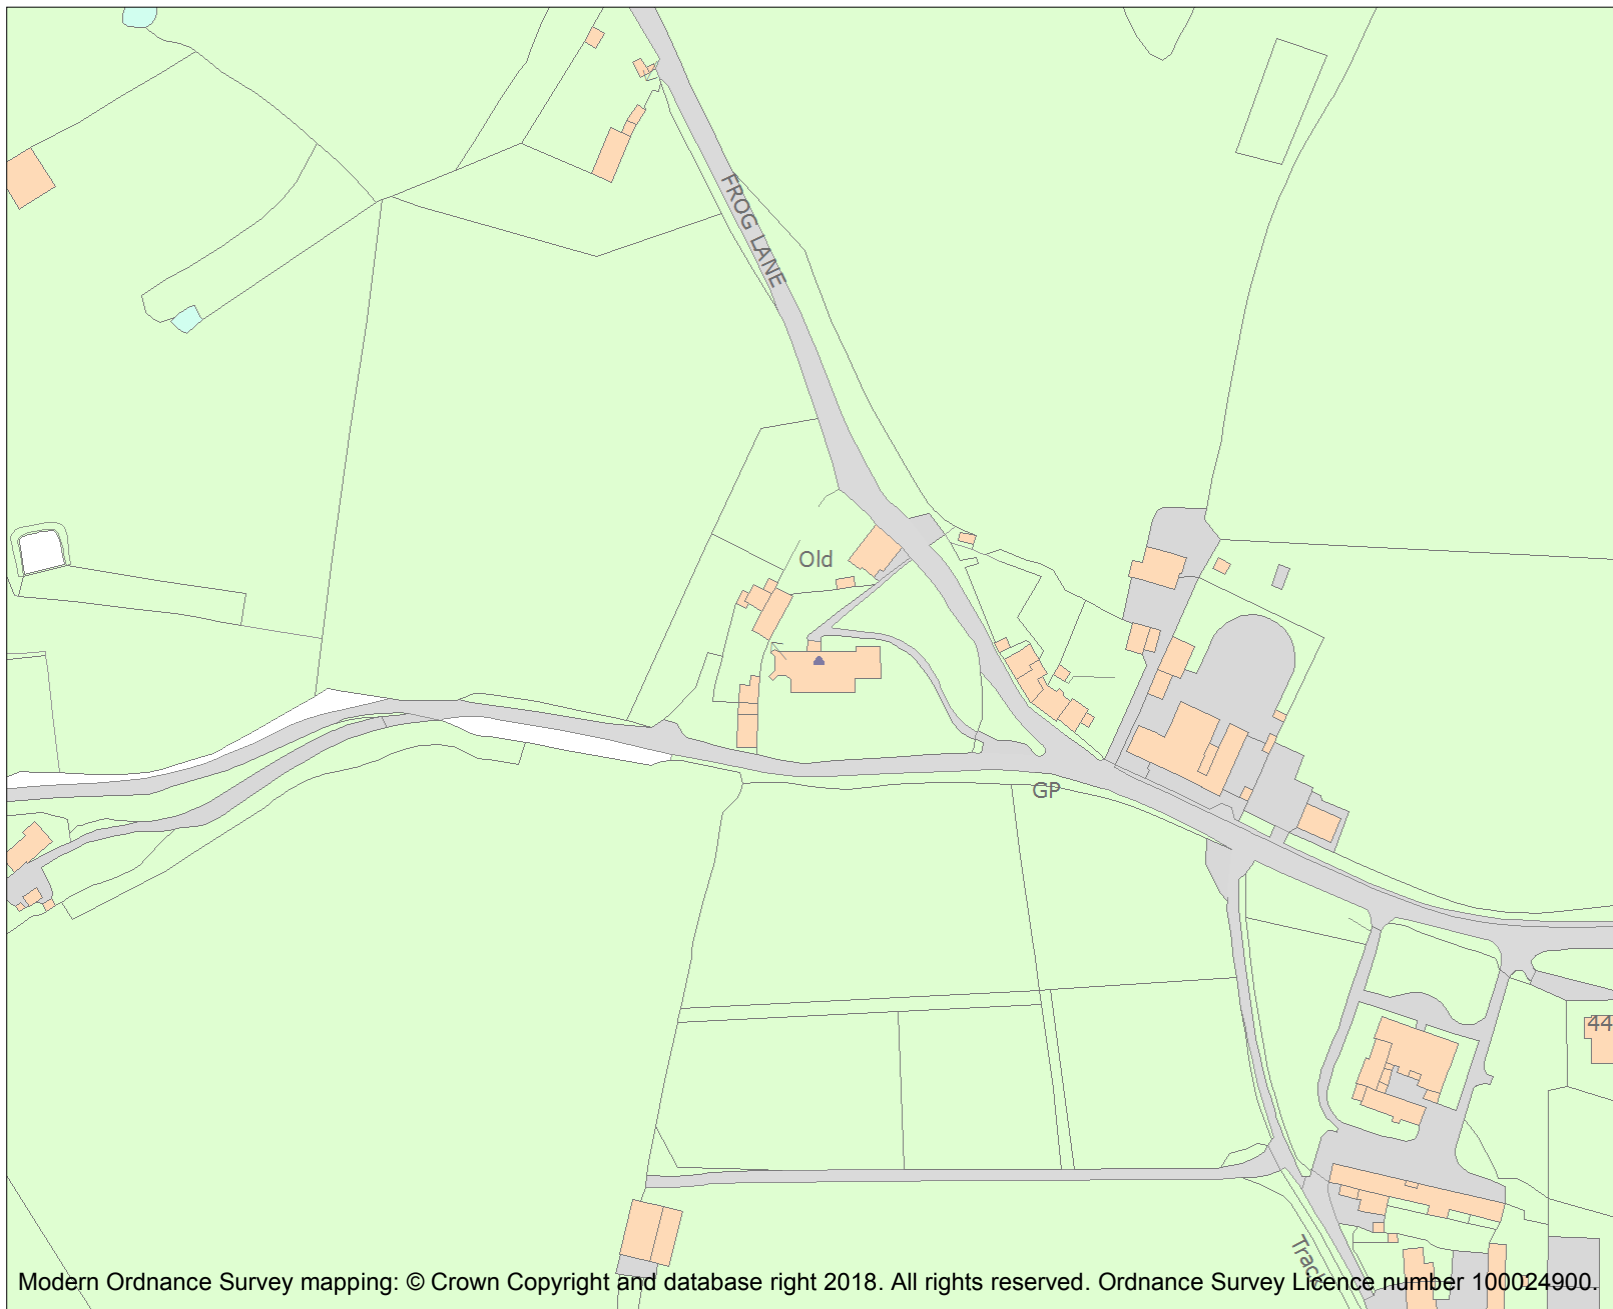 FROG LANE
Old
GP
44
Track
Modern Ordnance Survey mapping: © Crown Copyright and database right 2018. All rights reserved. Ordnance Survey Licence number 100024900.